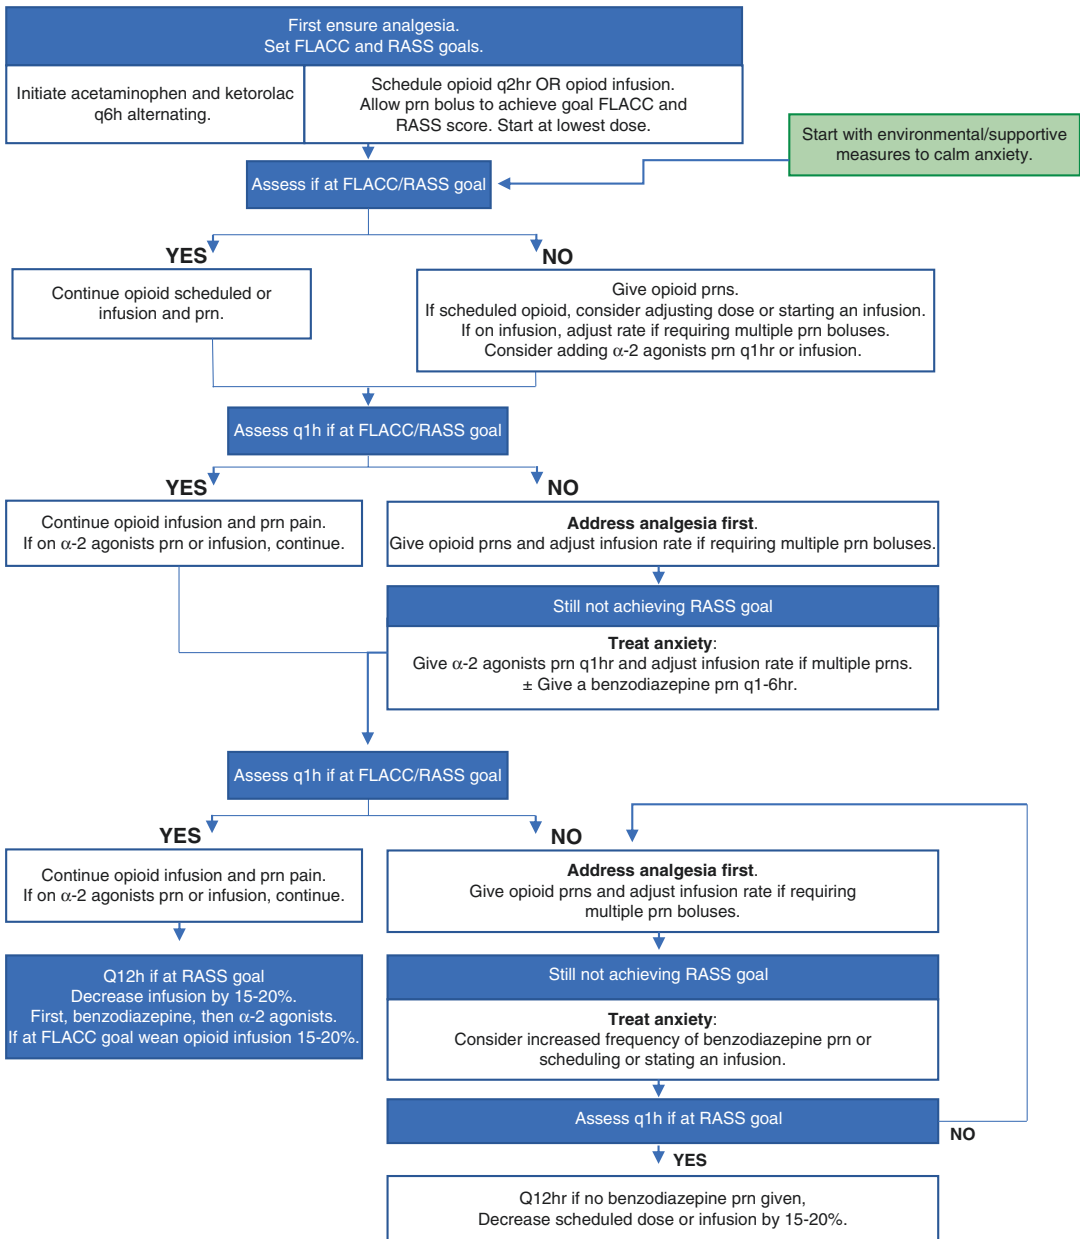 First ensure analgesia.
Set FLACC and RASS goals.
Initiate acetaminophen and ketorolac
q6h alternating.
Schedule opioid q2hr OR opiod infusion.
Allow prn bolus to achieve goal FLACC and
RASS score. Start at lowest dose.
Start with environmental/supportive
measures to calm anxiety.
Assess if at FLACC/RASS goal
YES
NO
Continue opioid scheduled or
infusion and prn.
Give opioid prns.
If scheduled opioid, consider adjusting dose or starting an infusion.
If on infusion, adjust rate if requiring multiple prn boluses.
Consider adding α-2 agonists prn q1hr or infusion.
Assess q1h if at FLACC/RASS goal
YES
NO
Continue opioid infusion and prn pain.
If on α-2 agonists prn or infusion, continue.
Address analgesia first.
Give opioid prns and adjust infusion rate if requiring multiple prn boluses.
Still not achieving RASS goal
Treat anxiety:
Give α-2 agonists prn q1hr and adjust infusion rate if multiple prns.
± Give a benzodiazepine prn q1-6hr.
Assess q1h if at FLACC/RASS goal
YES
NO
Continue opioid infusion and prn pain.
If on α-2 agonists prn or infusion, continue.
Address analgesia first.
Give opioid prns and adjust infusion rate if requiring
multiple prn boluses.
Q12h if at RASS goal
Decrease infusion by 15-20%.
First, benzodiazepine, then α-2 agonists.
If at FLACC goal wean opioid infusion 15-20%.
Still not achieving RASS goal
Treat anxiety:
Consider increased frequency of benzodiazepine prn or
scheduling or stating an infusion.
Assess q1h if at RASS goal
NO
YES
Q12hr if no benzodiazepine prn given,
Decrease scheduled dose or infusion by 15-20%.